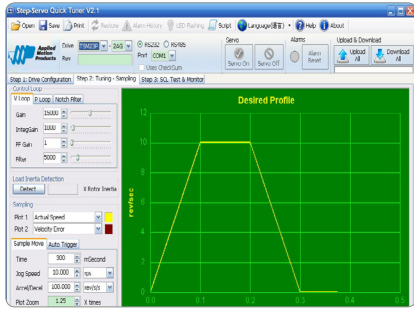 Step-Servo Quick Tuner V2.1
Open Save Print Restore Alarm History LED Flashing Script Language(語言) Help About
Applied Motion Products
Drive TSM23P - 24G RS232 RS485
Rev Port COM1
Uses CheckSum
Servo
Servo On Servo Off
Alarms
Alarm Reset
Upload & Download
Upload All Download All
Step 1: Drive Configuration Step 2: Tuning - Sampling Step 3: SCL Test & Monitor
Control Loop
V Loop P Loop Notch Filter
Gain 15000
IntegGain 1000
FF Gain 1
Filter 5000
Load Inertia Detection
Detect X Rotor Inertia
Sampling
Plot 1 Actual Speed
Plot 2 Velocity Error
Sample Move Auto Trigger
Time 300 mSecond
Jog Speed 10.000 rps
Accel/Decel 100.000 rev/s/s
Plot Zoom 1.25 X times
Desired Profile
rev/sec
12
10
8
6
4
2
0
0.0 0.1 0.2 0.3 0.4 0.5